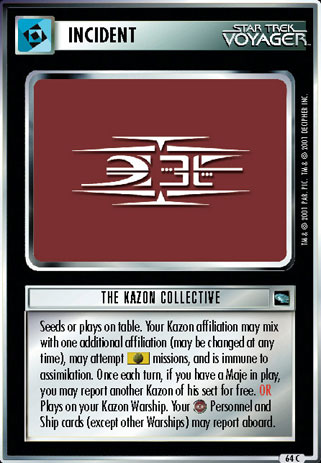 INCIDENT
STAR TREK
VOYAGER™
™ & © 2001 PAR. PIC. TM & © 2001 DECIPHER INC.
THE KAZON COLLECTIVE
Seeds or plays on table. Your Kazon affiliation may mix
with one additional affiliation (may be changed at any
time), may attempt missions, and is immune to
assimilation. Once each turn, if you have a Maje in play,
you may report another Kazon of his sect for free. OR
Plays on your Kazon Warship. Your Personnel and
Ship cards (except other Warships) may report aboard.
64 C